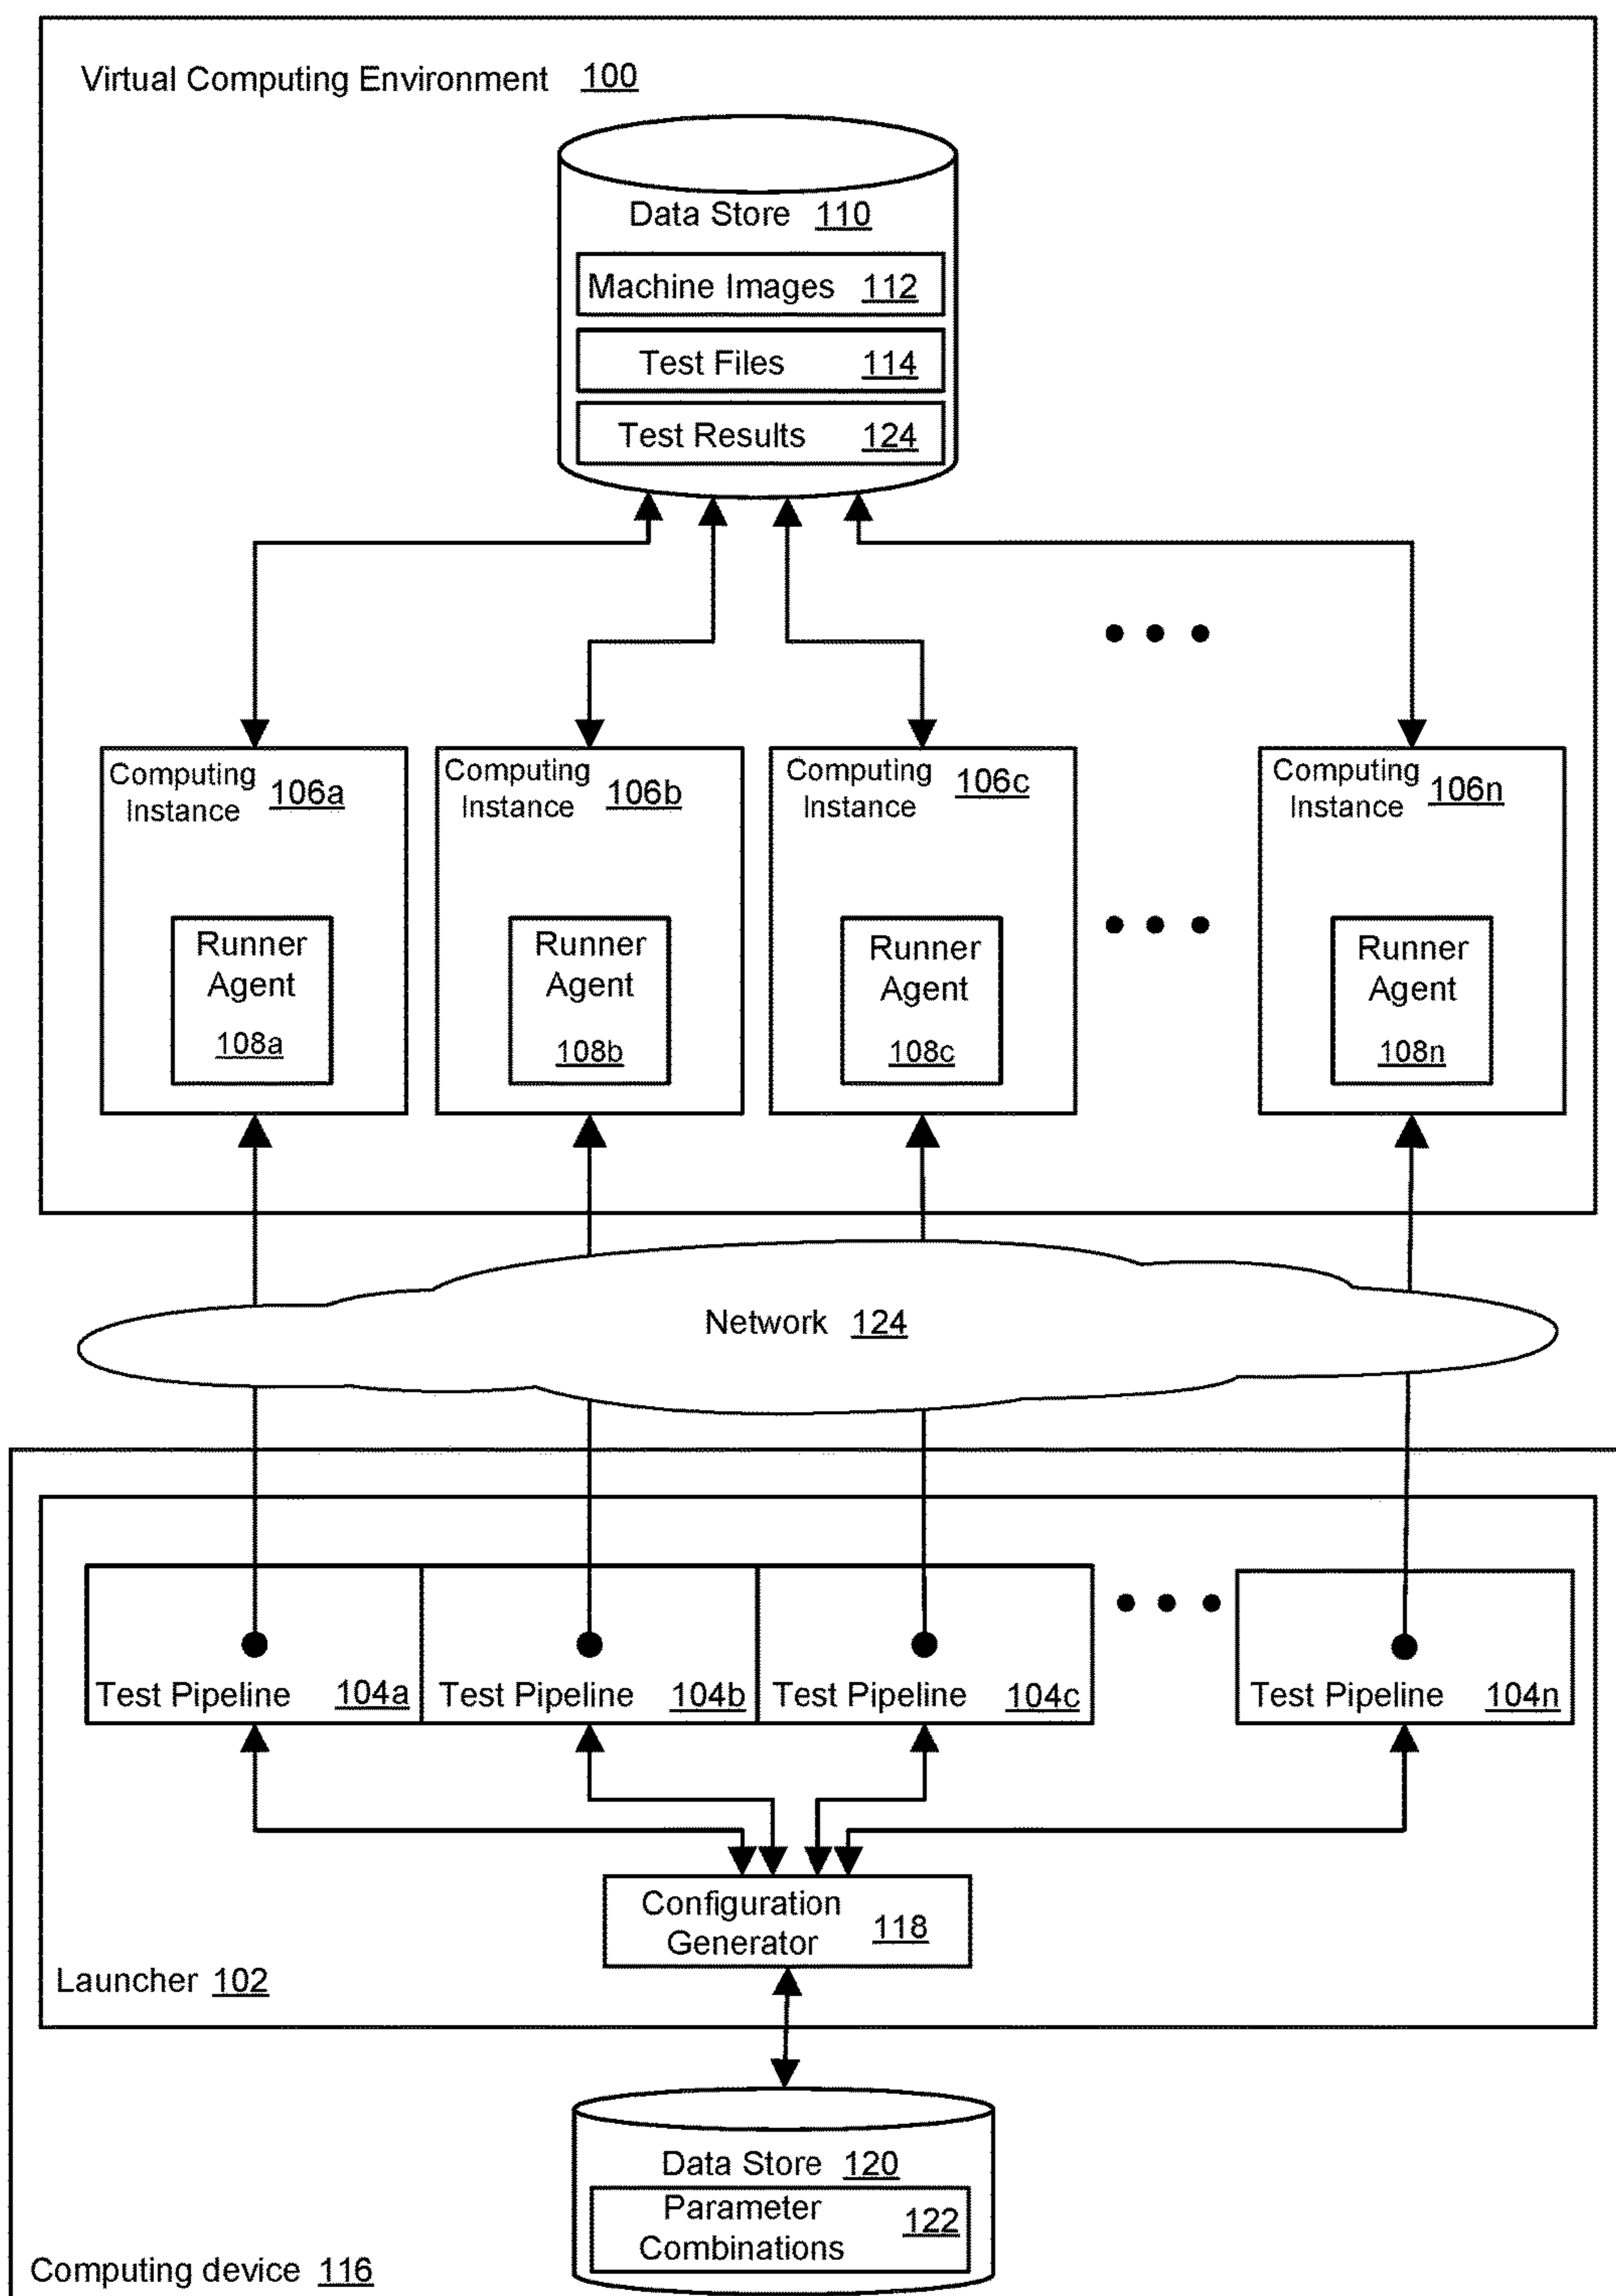 Virtual Computing Environment 100
Data Store 110
Machine Images 112
Test Files 114
Test Results 124
Computing
Instance 106a
Computing
Instance 106b
Computing
Instance 106c
Computing
Instance 106n
Runner
Agent
108a
Runner
Agent
108b
Runner
Agent
108c
Runner
Agent
108n
Network 124
Test Pipeline 104a
Test Pipeline 104b
Test Pipeline 104c
Test Pipeline 104n
Configuration
Generator 118
Launcher 102
Data Store 120
Parameter
Combinations 122
Computing device 116